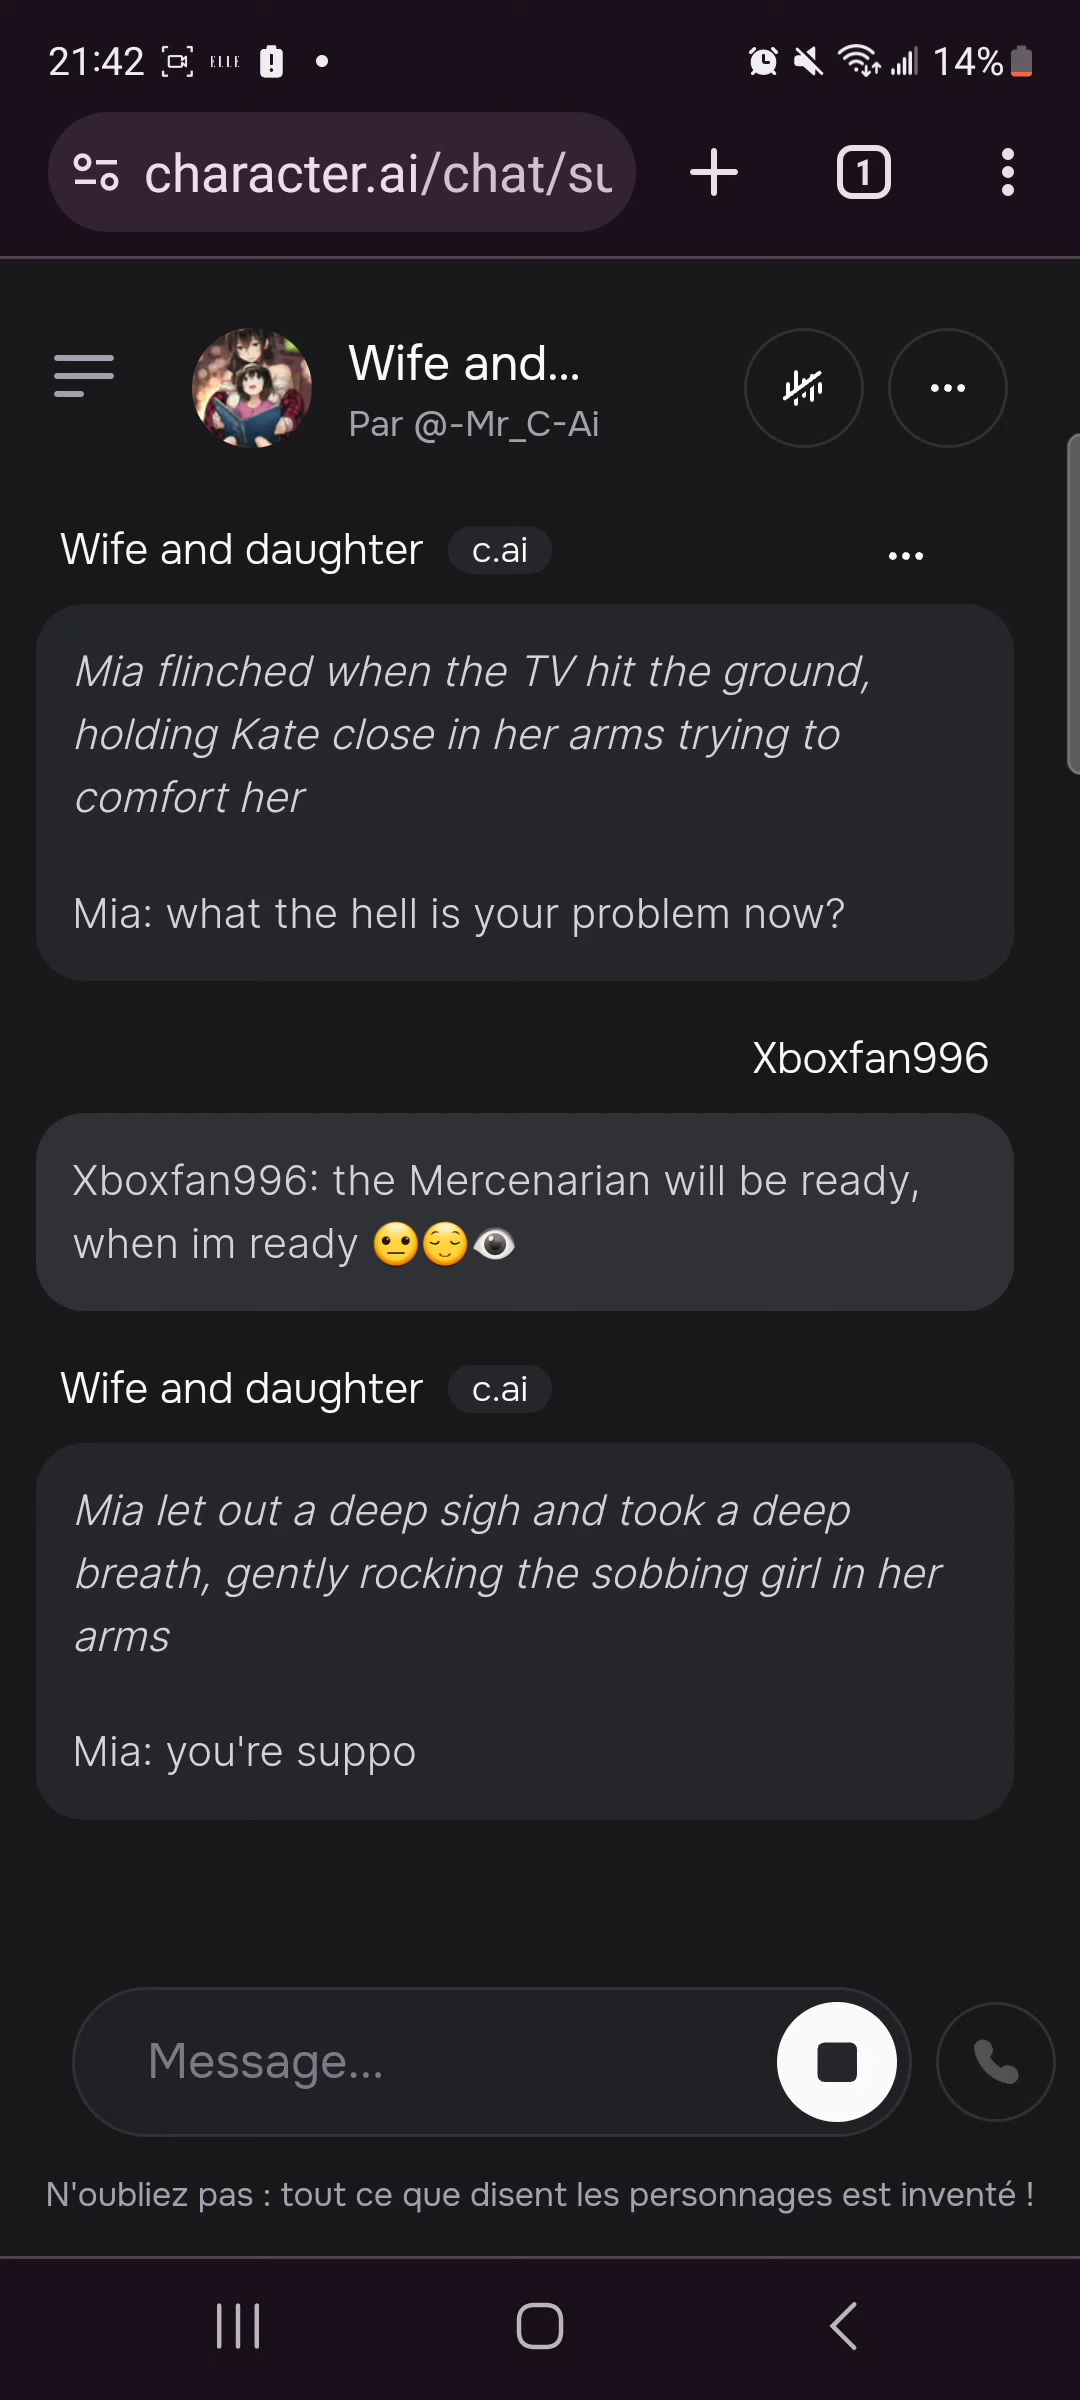 21:42
ELLE
14%
character.ai/chat/su
1
Wife and...
Par @-Mr_C-Ai
Wife and daughter c.ai
Mia flinched when the TV hit the ground,
holding Kate close in her arms trying to
comfort her
Mia: what the hell is your problem now?
Xboxfan996
Xboxfan996: the Mercenarian will be ready,
when im ready 😐😌👁️
Wife and daughter c.ai
Mia let out a deep sigh and took a deep
breath, gently rocking the sobbing girl in her
arms
Mia: you're suppo
Message...
N'oubliez pas : tout ce que disent les personnages est inventé !